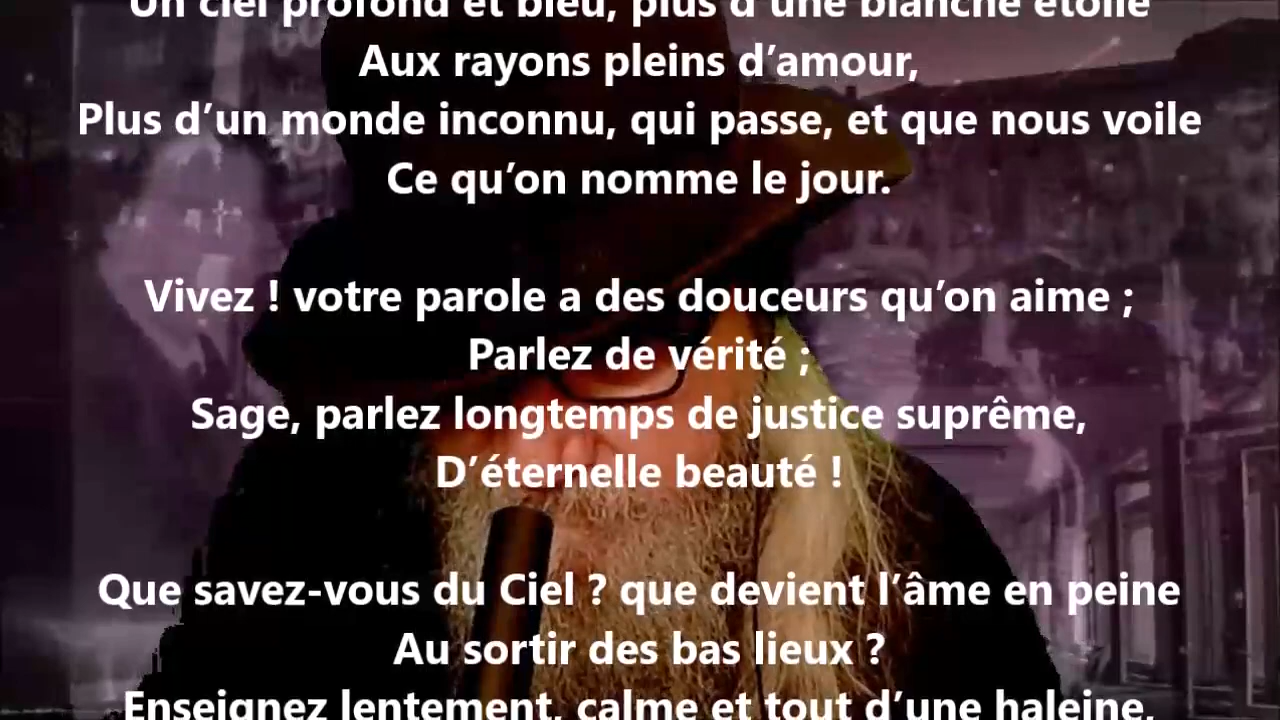 Un ciel profond et bleu, plus d’une blanche étoile
Aux rayons pleins d’amour,
Plus d’un monde inconnu, qui passe, et que nous voile
Ce qu’on nomme le jour.
Vivez ! votre parole a des douceurs qu’on aime ;
Parlez de vérité ;
Sage, parlez longtemps de justice suprême,
D’éternelle beauté !
Que savez-vous du Ciel ? que devient l’âme en peine
Au sortir des bas lieux ?
Enseignez lentement, calme et tout d’une haleine,